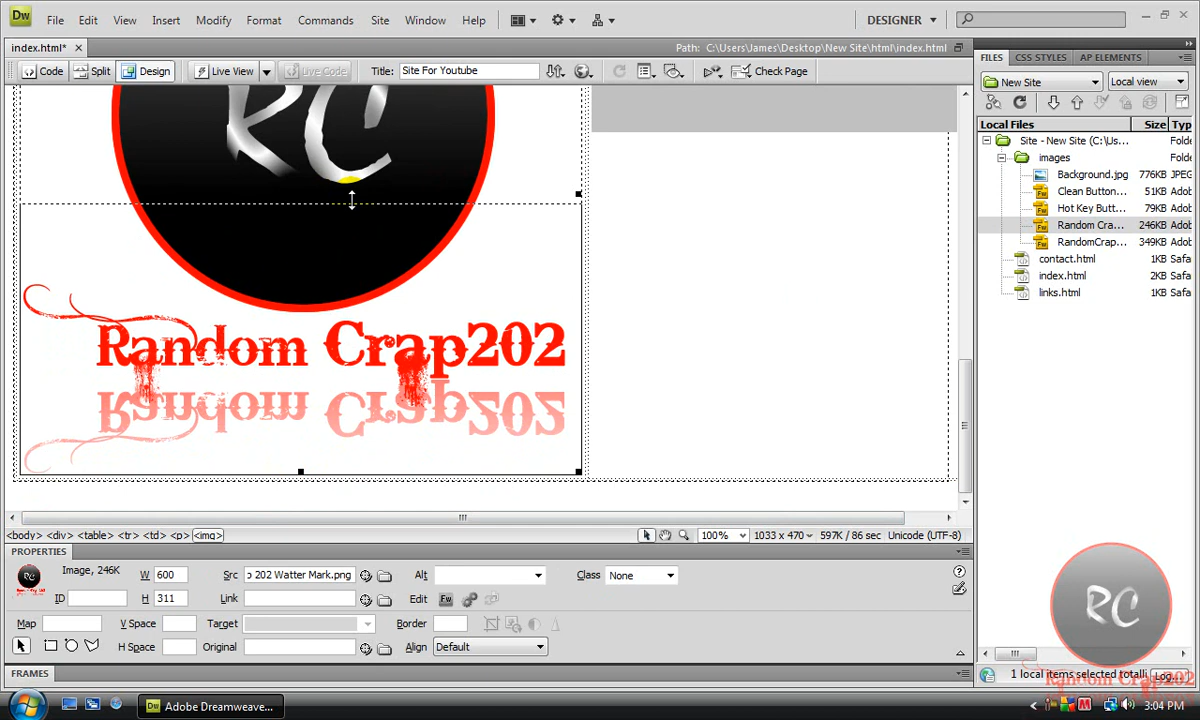 Dw File Edit View Insert Modify Format Commands Site Window Help DESIGNER
index.html* Path: C:\Users\James\Desktop\New Site\html\index.html
Code Split Design Live View Live Code Title: Site For Youtube Check Page
FILES CSS STYLES AP ELEMENTS
New Site Local view
Local Files Size Typ
Site - New Site (C:\Us... Folde
images Folde
Background.jpg 776KB JPEG
Clean Button... 51KB Adob
Hot Key Butt... 79KB Adob
Random Cra... 246KB Adob
RandomCrap... 349KB Adob
contact.html 1KB Safa
index.html 2KB Safa
links.html 1KB Safa
RC
Random Crap202
Random Crap202
<body> <div> <table> <tr> <td> <p> <img> 100% 1033 x 470 597K / 86 sec Unicode (UTF-8)
PROPERTIES
Image, 246K W 600 Src 202 Watter Mark.png Alt Class None
ID H 311 Link Edit Fw
Map V Space Target Border
H Space Original Align Default
FRAMES
RC
1 local items selected totalli Log...
Random Crap202
Dw Adobe Dreamweave... 3:04 PM